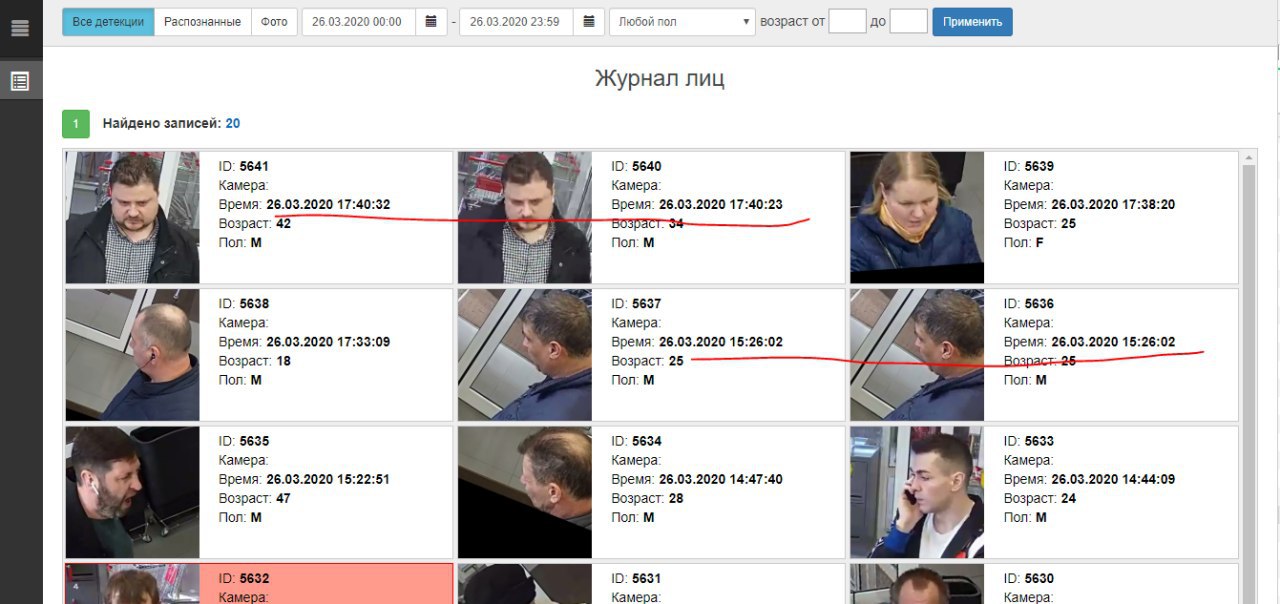 Все детекции Распознанные Фото 26.03.2020 00:00 - 26.03.2020 23:59 Любой пол возраст от до Применить
Журнал лиц
1 Найдено записей: 20
ID: 5641
Камера:
Время: 26.03.2020 17:40:32
Возраст: 42
Пол: M
ID: 5640
Камера:
Время: 26.03.2020 17:40:23
Возраст: 34
Пол: M
ID: 5639
Камера:
Время: 26.03.2020 17:38:20
Возраст: 25
Пол: F
ID: 5638
Камера:
Время: 26.03.2020 17:33:09
Возраст: 18
Пол: M
ID: 5637
Камера:
Время: 26.03.2020 15:26:02
Возраст: 25
Пол: M
ID: 5636
Камера:
Время: 26.03.2020 15:26:02
Возраст: 25
Пол: M
ID: 5635
Камера:
Время: 26.03.2020 15:22:51
Возраст: 47
Пол: M
ID: 5634
Камера:
Время: 26.03.2020 14:47:40
Возраст: 28
Пол: M
ID: 5633
Камера:
Время: 26.03.2020 14:44:09
Возраст: 24
Пол: M
4
ID: 5632
Камера:
ID: 5631
Камера:
ID: 5630
Камера: